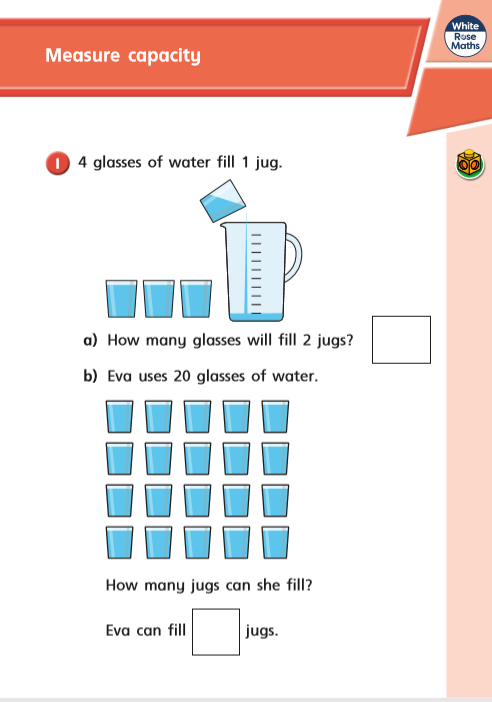 Measure capacity
White
Rose
Maths
1 4 glasses of water fill 1 jug.
a) How many glasses will fill 2 jugs?
b) Eva uses 20 glasses of water.
How many jugs can she fill?
Eva can fill jugs.